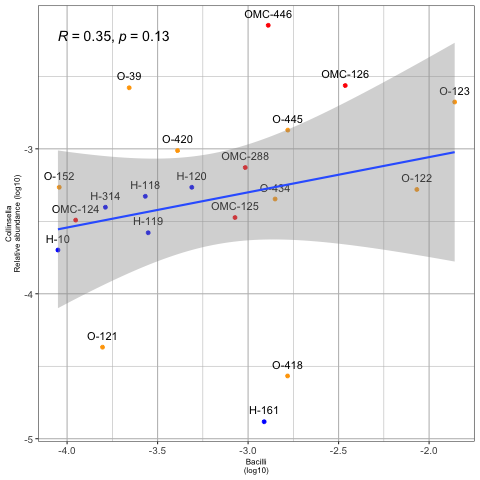 OMC-446
R = 0.35, p = 0.13
O-39
OMC-126
O-123
O-445
O-420
-3
OMC-288
O-152
H-118
H-120
O-122
H-314
O-434
OMC-124
OMC-125
H-119
H-10
Collinsella
Relative abundance (log10)
-4
O-121
O-418
H-161
-5
-4.0
-3.5
-3.0
-2.5
-2.0
Bacilli
(log10)